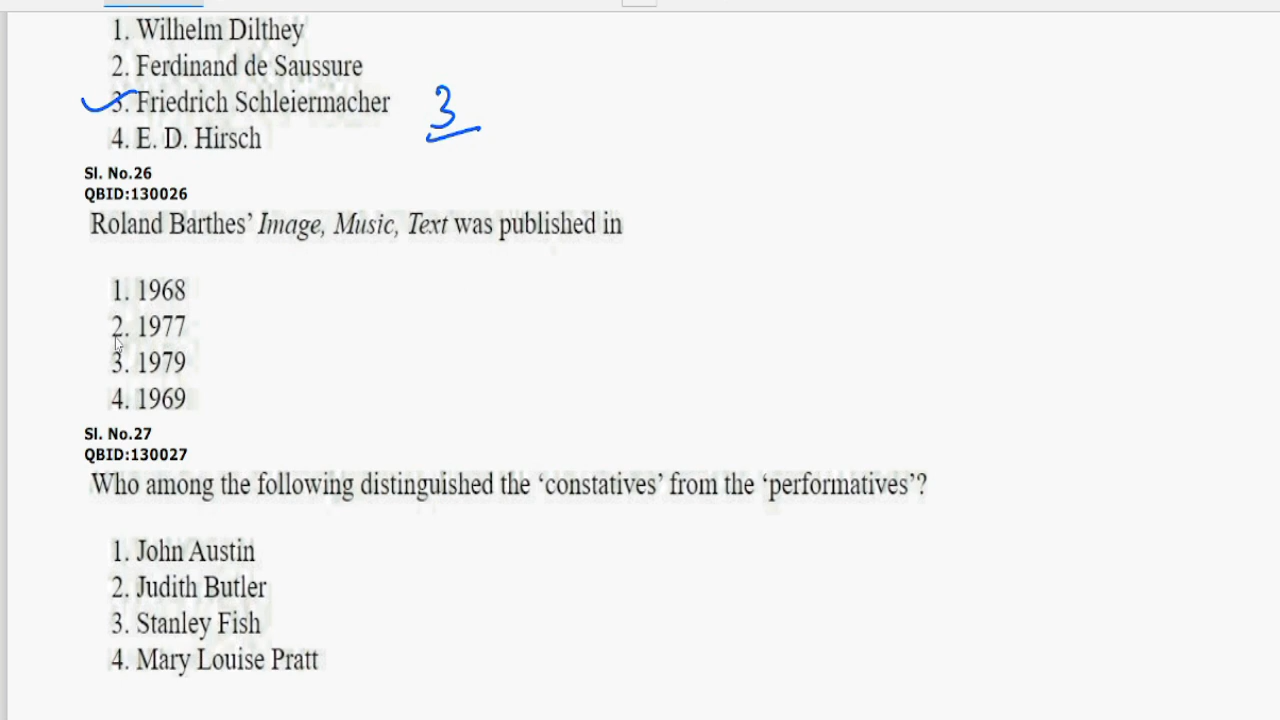 1. Wilhelm Dilthey
2. Ferdinand de Saussure
3. Friedrich Schleiermacher
3
4. E. D. Hirsch
Sl. No.26
QBID:130026
Roland Barthes’ Image, Music, Text was published in
1. 1968
2. 1977
3. 1979
4. 1969
Sl. No.27
QBID:130027
Who among the following distinguished the ‘constatives’ from the ‘performatives’?
1. John Austin
2. Judith Butler
3. Stanley Fish
4. Mary Louise Pratt